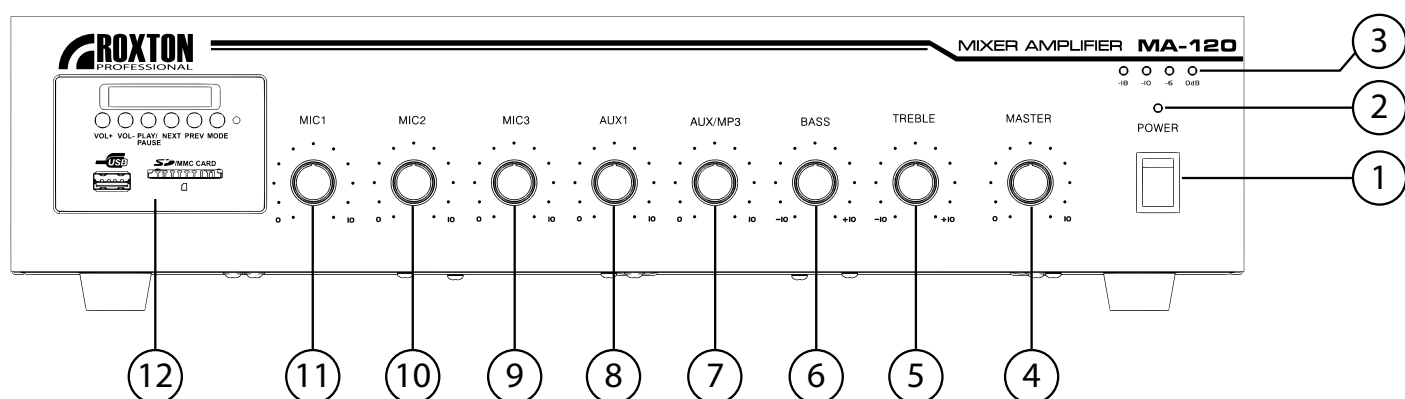 ROXTON
PROFESSIONAL
MIXER AMPLIFIER MA-120
3
-18 -10 -6 0dB
2
POWER
1
VOL+ VOL- PLAY/PAUSE NEXT PREV MODE
USB
SD/MMC CARD
MIC1 MIC2 MIC3 AUX1 AUX/MP3 BASS TREBLE MASTER
0 10 0 10 0 10 0 10 0 10 -10 +10 -10 +10 0 10
12 11 10 9 8 7 6 5 4